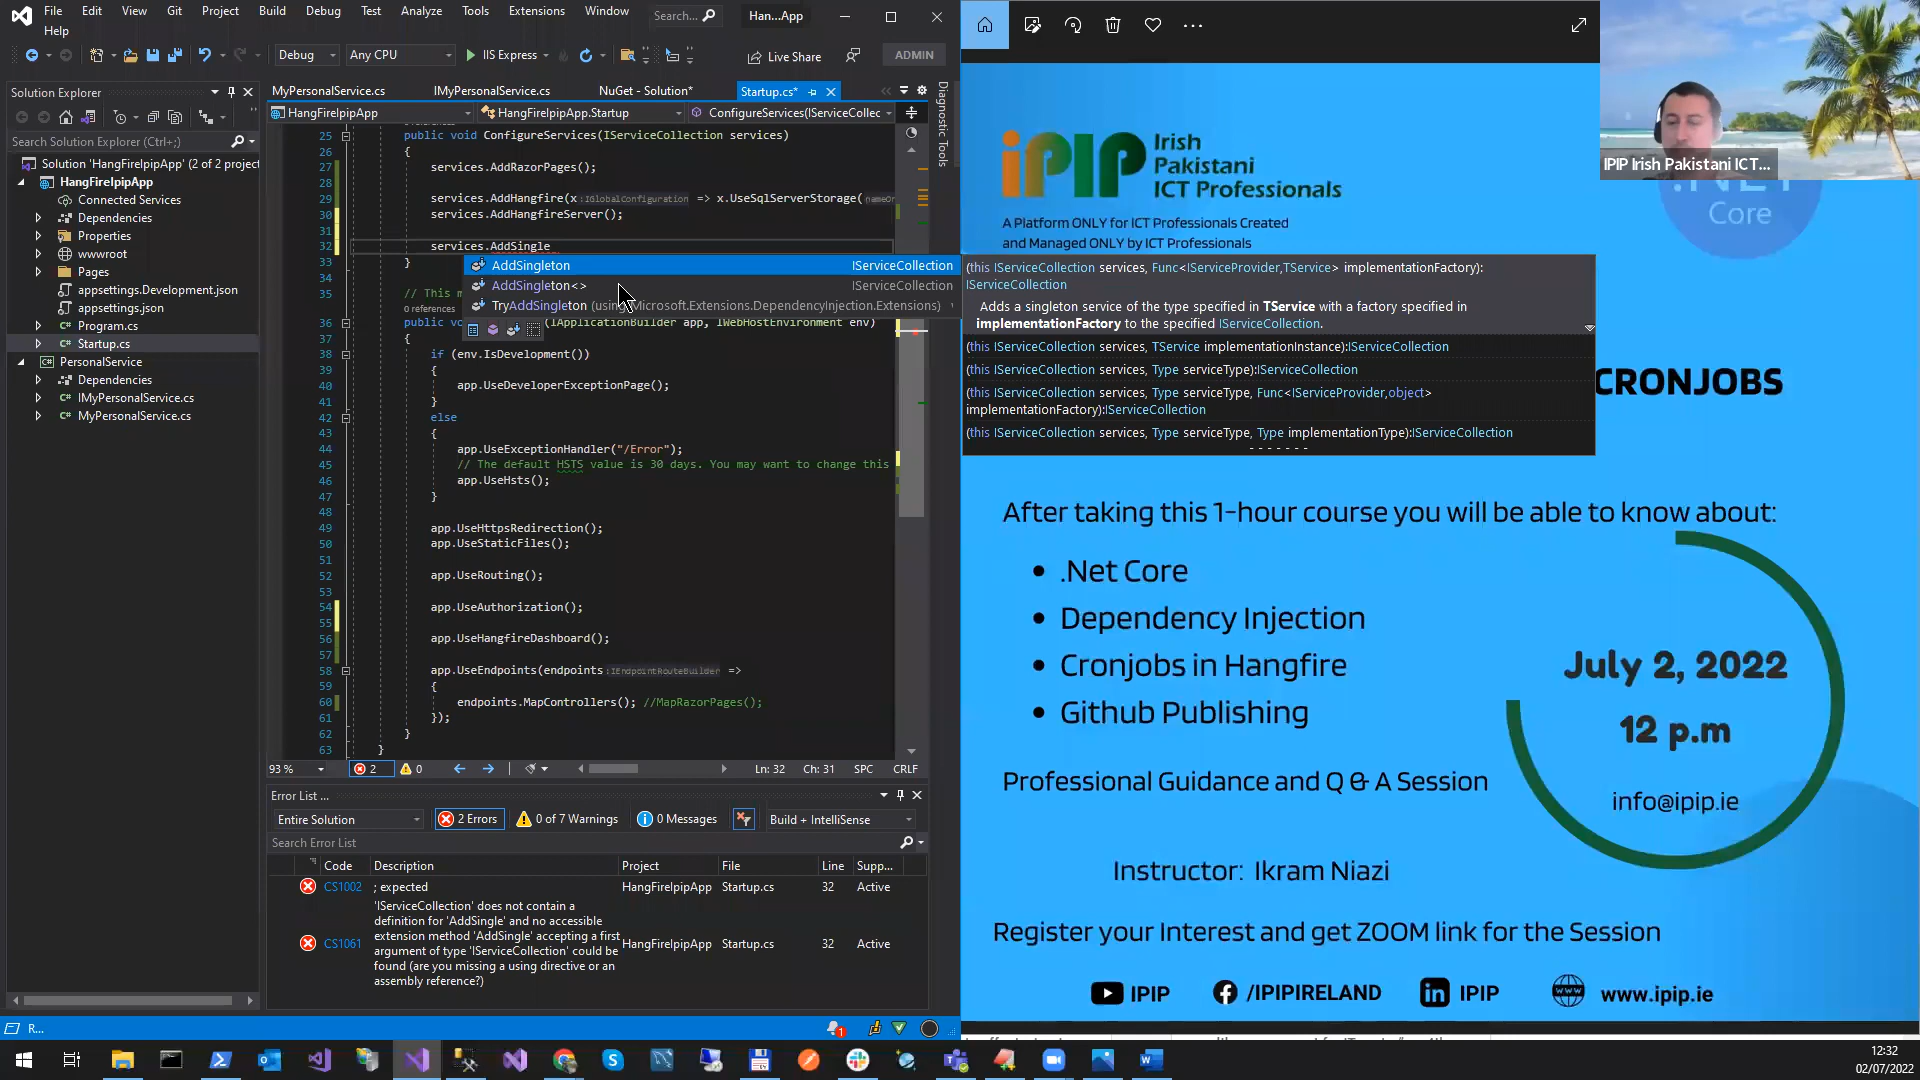 File Edit View Git Project Build Debug Test Analyze Tools Extensions Window Search... Han...App
Help
Debug Any CPU IIS Express Live Share ADMIN
Solution Explorer
Search Solution Explorer (Ctrl+;)
Solution 'HangFireIpipApp' (2 of 2 project
HangFireIpipApp
Connected Services
Dependencies
Properties
wwwroot
Pages
appsettings.Development.json
appsettings.json
Program.cs
Startup.cs
PersonalService
Dependencies
IMyPersonalService.cs
MyPersonalService.cs
MyPersonalService.cs IMyPersonalService.cs NuGet - Solution* Startup.cs*
HangFireIpipApp HangFireIpipApp.Startup ConfigureServices(IServiceCollec
Diagnostic Tools
25 public void ConfigureServices(IServiceCollection services)
26 {
27 services.AddRazorPages();
28
29 services.AddHangfire(x:IGlobalConfiguration => x.UseSqlServerStorage(
30 services.AddHangfireServer();
31
32 services.AddSingle
33 }
34
35 // This m
0 references
36 public vo (IApplicationBuilder app, IWebHostEnvironment env)
37 {
38 if (env.IsDevelopment())
39 {
40 app.UseDeveloperExceptionPage();
41 }
42 else
43 {
44 app.UseExceptionHandler("/Error");
45 // The default HSTS value is 30 days. You may want to change this
46 app.UseHsts();
47 }
48
49 app.UseHttpsRedirection();
50 app.UseStaticFiles();
51
52 app.UseRouting();
53
54 app.UseAuthorization();
55
56 app.UseHangfireDashboard();
57
58 app.UseEndpoints(endpoints:IEndpointRouteBuilder =>
59 {
60 endpoints.MapControllers(); //MapRazorPages();
61 });
62 }
63 }
AddSingleton IServiceCollection
AddSingleton<> IServiceCollection
TryAddSingleton (using Microsoft.Extensions.DependencyInjection.Extensions)
(this IServiceCollection services, Func<IServiceProvider,TService> implementationFactory):
IServiceCollection
Adds a singleton service of the type specified in TService with a factory specified in
implementationFactory to the specified IServiceCollection.
(this IServiceCollection services, TService implementationInstance):IServiceCollection
(this IServiceCollection services, Type serviceType):IServiceCollection
(this IServiceCollection services, Type serviceType, Func<IServiceProvider,object>
implementationFactory):IServiceCollection
(this IServiceCollection services, Type serviceType, Type implementationType):IServiceCollection
93 % 2 0 Ln: 32 Ch: 31 SPC CRLF
Error List ...
Entire Solution 2 Errors 0 of 7 Warnings 0 Messages Build + IntelliSense
Search Error List
Code Description Project File Line Supp...
CS1002 ; expected HangFireIpipApp Startup.cs 32 Active
'IServiceCollection' does not contain a
definition for 'AddSingle' and no accessible
extension method 'AddSingle' accepting a first
CS1061 argument of type 'IServiceCollection' could be HangFireIpipApp Startup.cs 32 Active
found (are you missing a using directive or an
assembly reference?)
R...
1
iPIP Irish
Pakistani
ICT Professionals
A Platform ONLY for ICT Professionals Created
and Managed ONLY by ICT Professionals
IPIP Irish Pakistani ICT...
.NET
Core
CRONJOBS
After taking this 1-hour course you will be able to know about:
• .Net Core
• Dependency Injection
• Cronjobs in Hangfire
• Github Publishing
July 2, 2022
12 p.m
info@ipip.ie
Professional Guidance and Q & A Session
Instructor: Ikram Niazi
Register your Interest and get ZOOM link for the Session
IPIP /IPIPIRELAND IPIP www.ipip.ie
12:32
02/07/2022